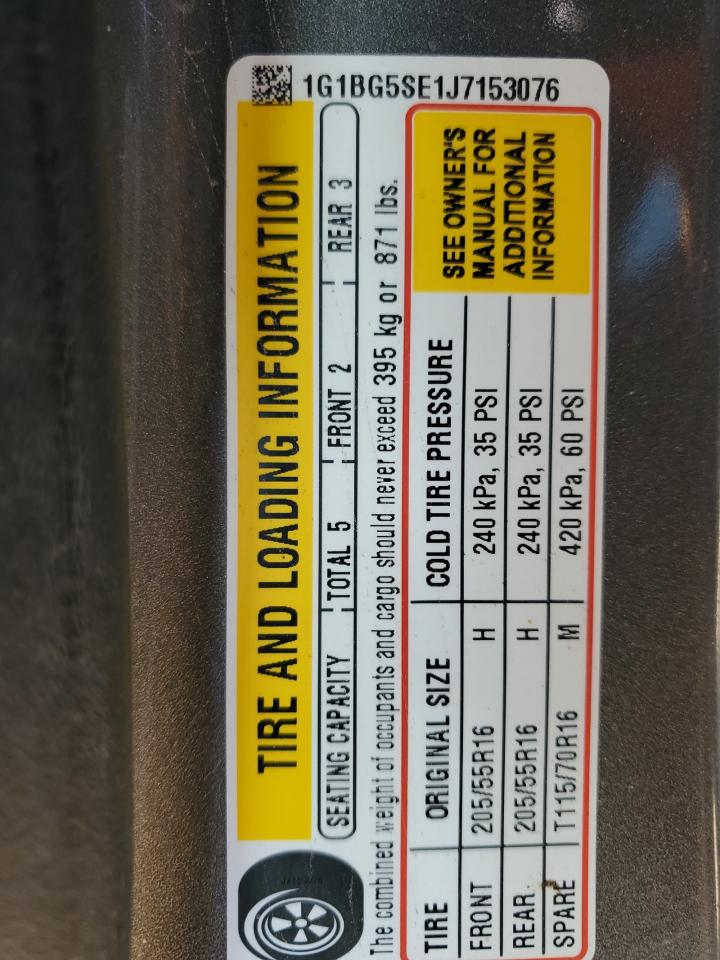 1G1BG5SE1J7153076
TIRE AND LOADING INFORMATION
SEATING CAPACITY TOTAL 5 FRONT 2 REAR 3
The combined weight of occupants and cargo should never exceed 395 kg or 871 lbs.
TIRE ORIGINAL SIZE COLD TIRE PRESSURE
FRONT 205/55R16 H 240 kPa, 35 PSI
REAR 205/55R16 H 240 kPa, 35 PSI
SPARE T115/70R16 M 420 kPa, 60 PSI
SEE OWNER'S
MANUAL FOR
ADDITIONAL
INFORMATION